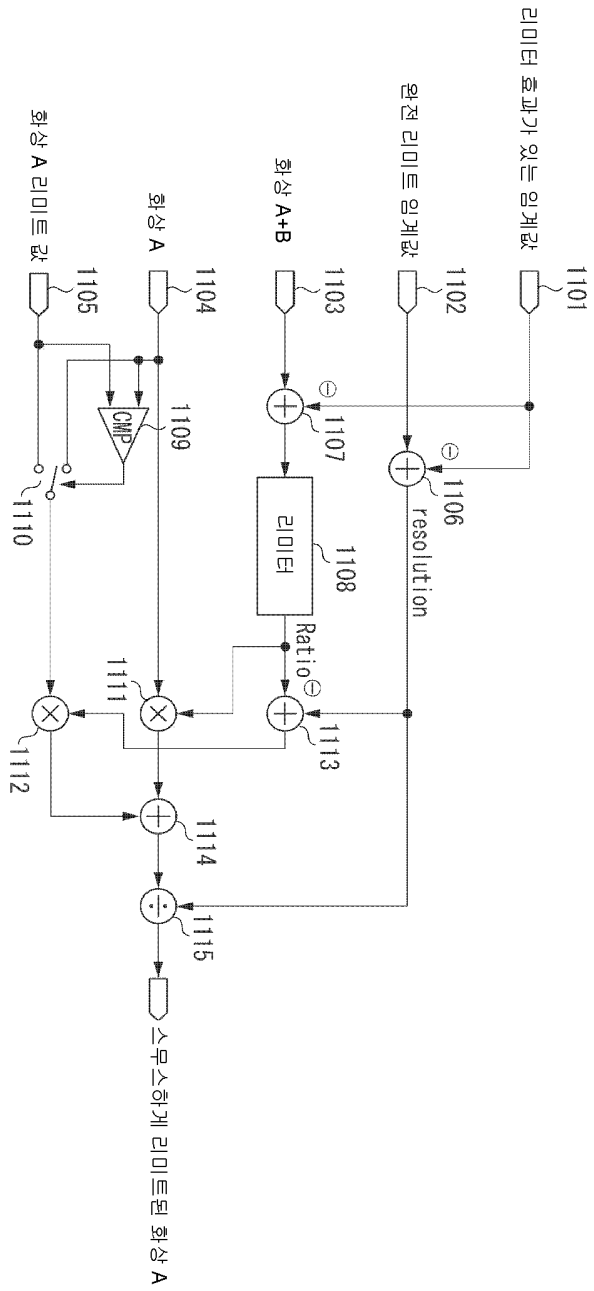 리미터 효과가 있는 임계값
1101
완전 리미트 임계값
1102
⊖
1106
resolution
화상 A+B
1103
⊖
1107
리미터
1108
Ratio
⊖
1113
화상 A
1104
1109
CMP
1111
1114
1115
스무스하게 리미트된 화상 A
화상 A 리미트 값
1105
1110
1112